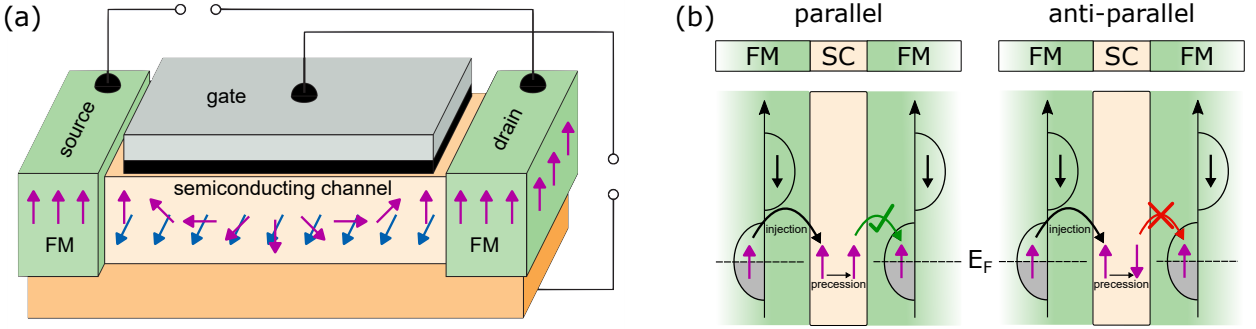 (a)
source
gate
drain
semiconducting channel
FM
FM
(b)
parallel
anti-parallel
FM SC FM
FM SC FM
injection
precession
E_F
injection
precession